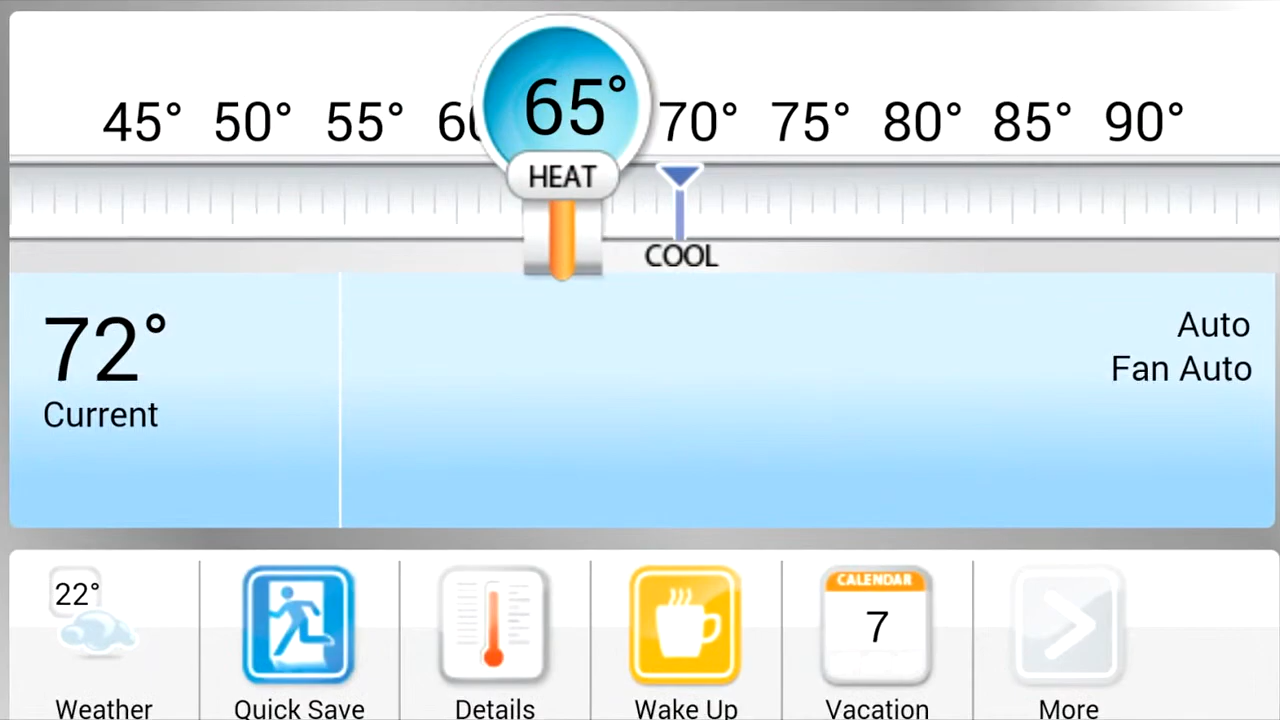 45° 50° 55° 60 65° 70° 75° 80° 85° 90°
HEAT
COOL
72°
Current
Auto
Fan Auto
22°
CALENDAR
7
Weather Quick Save Details Wake Up Vacation More